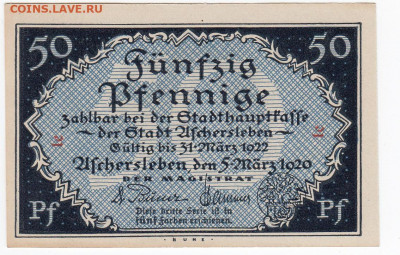 COINS.LAVE.RU
50 50
Fünfzig
Pfennige
Zahlbar bei der Stadthauptkasse
der Stadt Aschersleben
Gültig bis 31·März 1922
Aschersleben, den 5·März 1920
DER MAGISTRAT
Diese dritte Serie ist in
fünf Farben erschienen.
Pf Pf